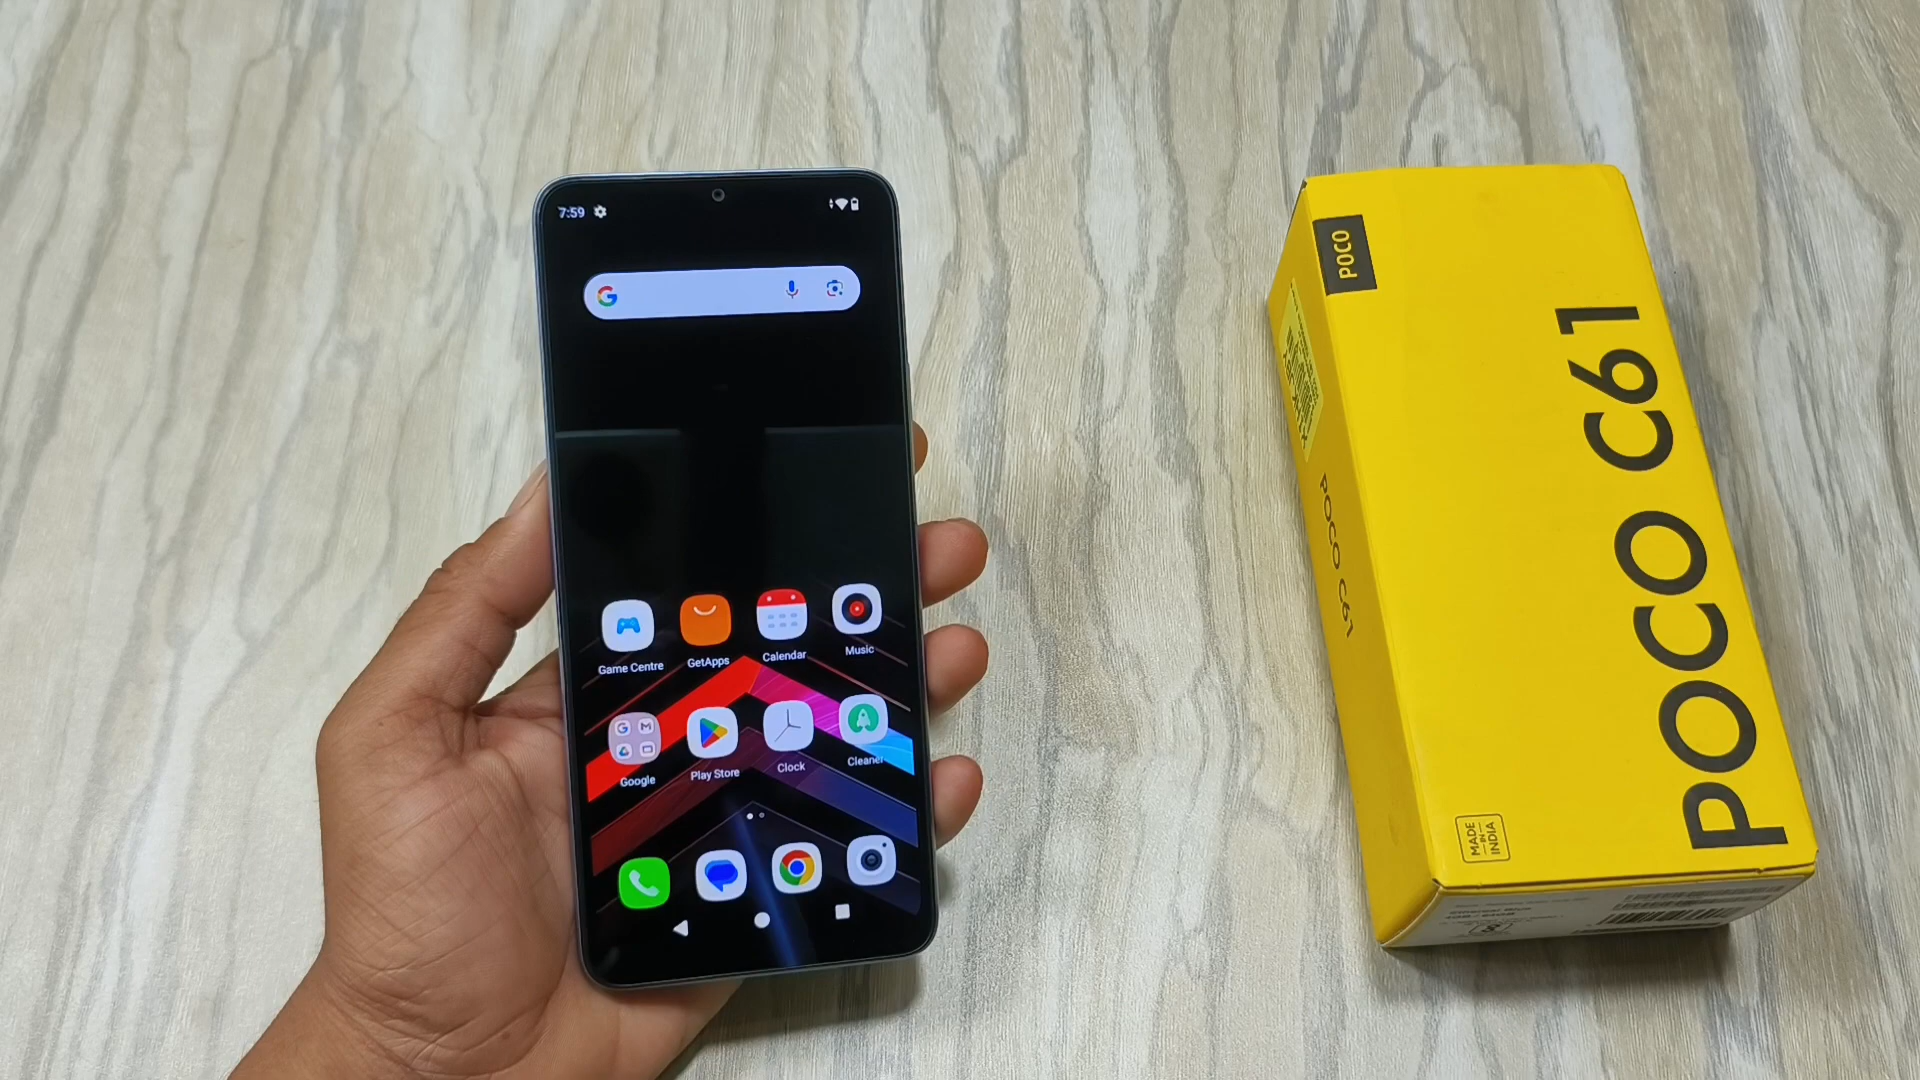 7:59
Game Centre
GetApps
Calendar
Music
Google
Play Store
Clock
Cleaner
POCO
POCO C61
POCO C61
MADE
IN
INDIA